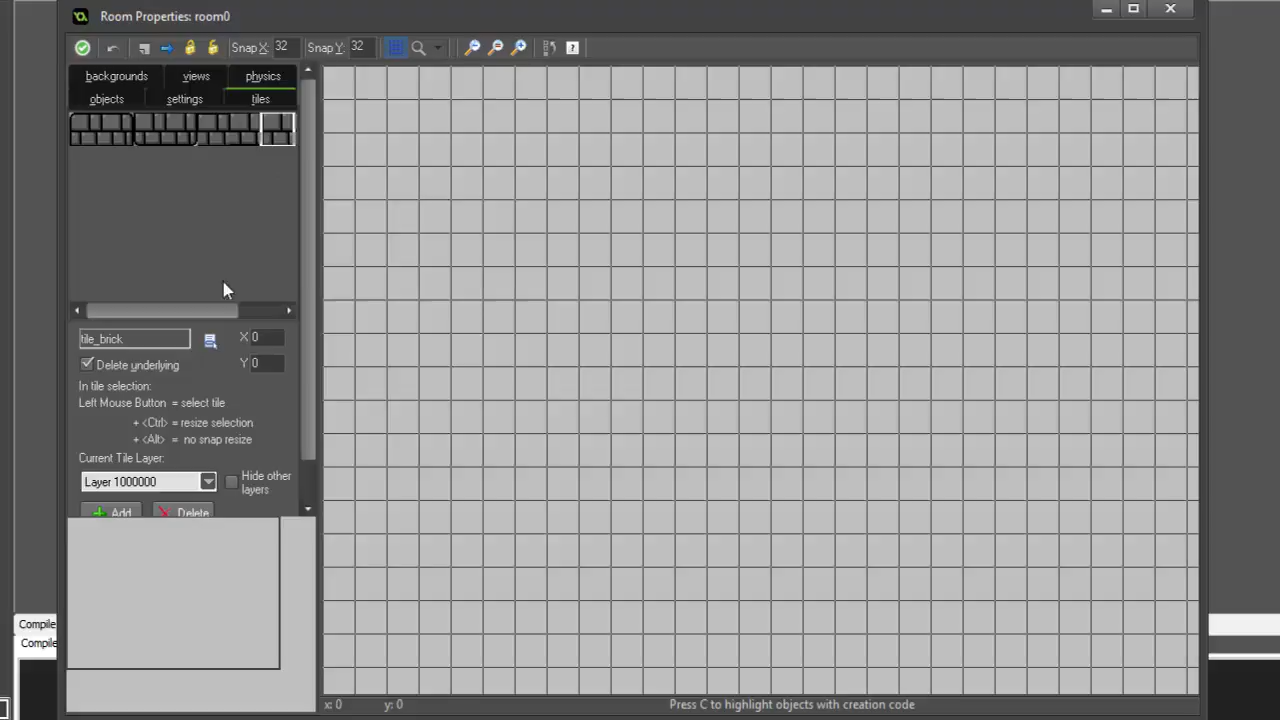 Room Properties: room0
Snap X: 32 Snap Y: 32
backgrounds views physics
objects settings tiles
tile_brick X 0
Delete underlying Y 0
In tile selection:
Left Mouse Button = select tile
+ <Ctrl> = resize selection
+ <Alt> = no snap resize
Current Tile Layer:
Layer 1000000 Hide other layers
Add Delete
Compile
Compile
x: 0 y: 0 Press C to highlight objects with creation code